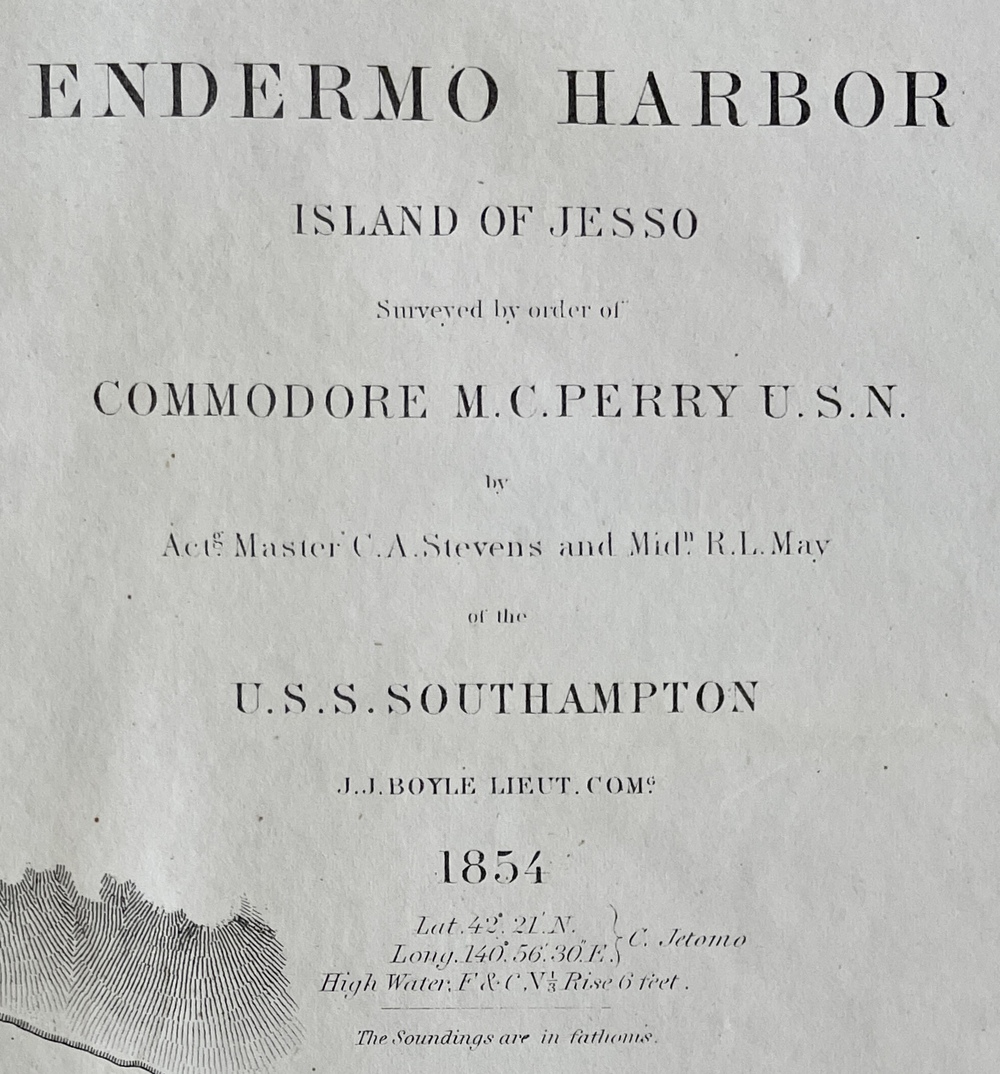 ENDERMO HARBOR
ISLAND OF JESSO
Surveyed by order of
COMMODORE M.C.PERRY U.S.N.
by
Actg. Master C.A.Stevens and Midn. R.L.May
of the
U.S.S.SOUTHAMPTON
J.J.BOYLE LIEUT.COMG.
1854
Lat.42°.21'.N.
Long.140°.56'.30"E.} C. Jetomo
High Water, F & C. V⅓ Rise 6 feet.
The Soundings are in fathoms.